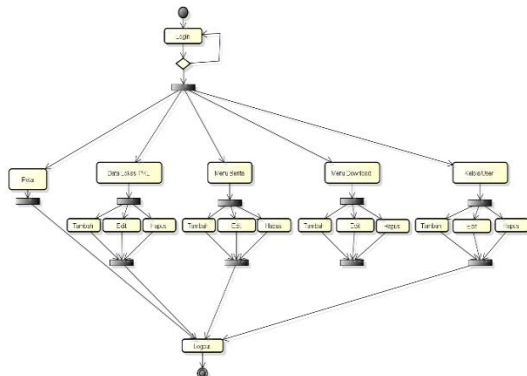 Login
Peta
Data Lokasi PKL
Menu Berita
Menu Download
Kelola User
Tambah
Edit
Hapus
Tambah
Edit
Hapus
Tambah
Edit
Hapus
Tambah
Edit
Hapus
Logout